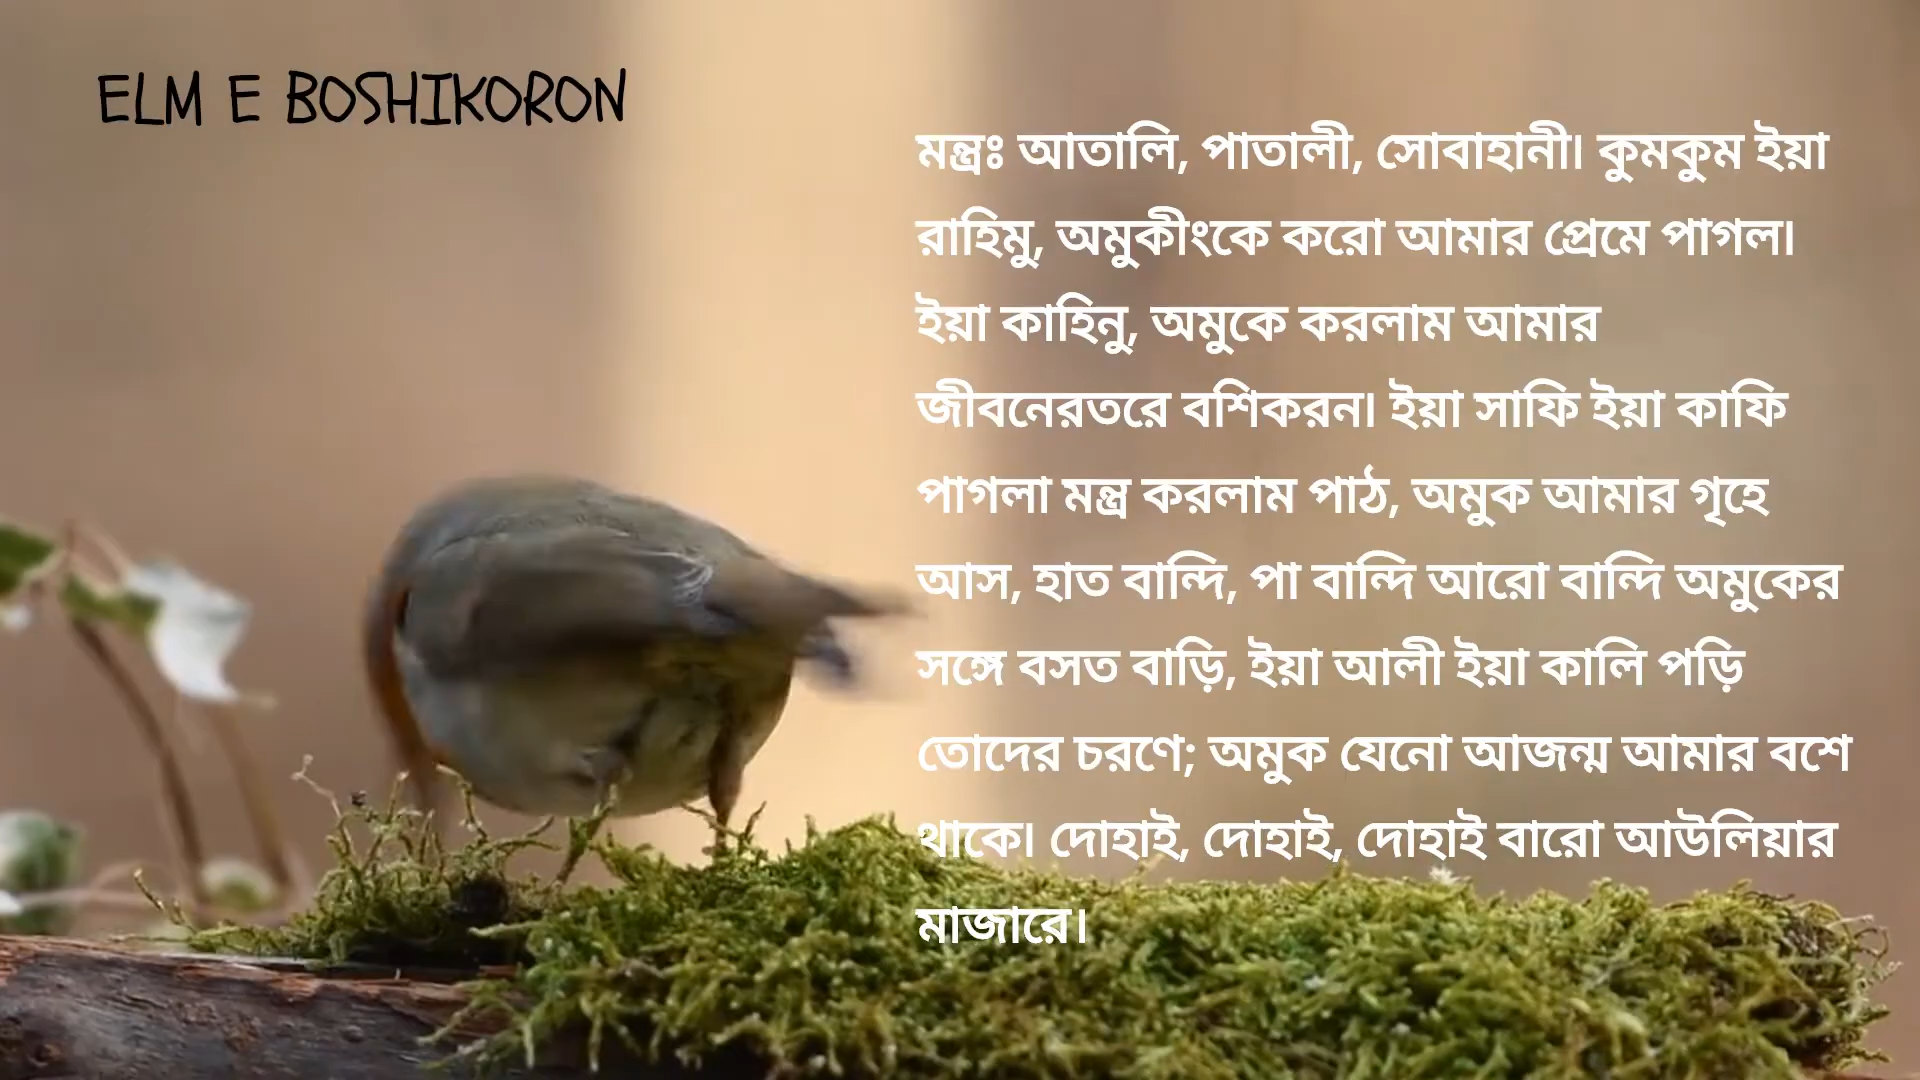 ELM E BOSHIKORON
মন্ত্রঃ আতালি, পাতালী, সোবাহানী। কুমকুম ইয়া
রাহিমু, অমুকীংকে করো আমার প্রেমে পাগল।
ইয়া কাহিনু, অমুকে করলাম আমার
জীবনেরতরে বশিকরন। ইয়া সাফি ইয়া কাফি
পাগলা মন্ত্র করলাম পাঠ, অমুক আমার গৃহে
আস, হাত বান্দি, পা বান্দি আরো বান্দি অমুকের
সঙ্গে বসত বাড়ি, ইয়া আলী ইয়া কালি পড়ি
তোদের চরণে; অমুক যেনো আজন্ম আমার বশে
থাকে। দোহাই, দোহাই, দোহাই বারো আউলিয়ার
মাজারে।